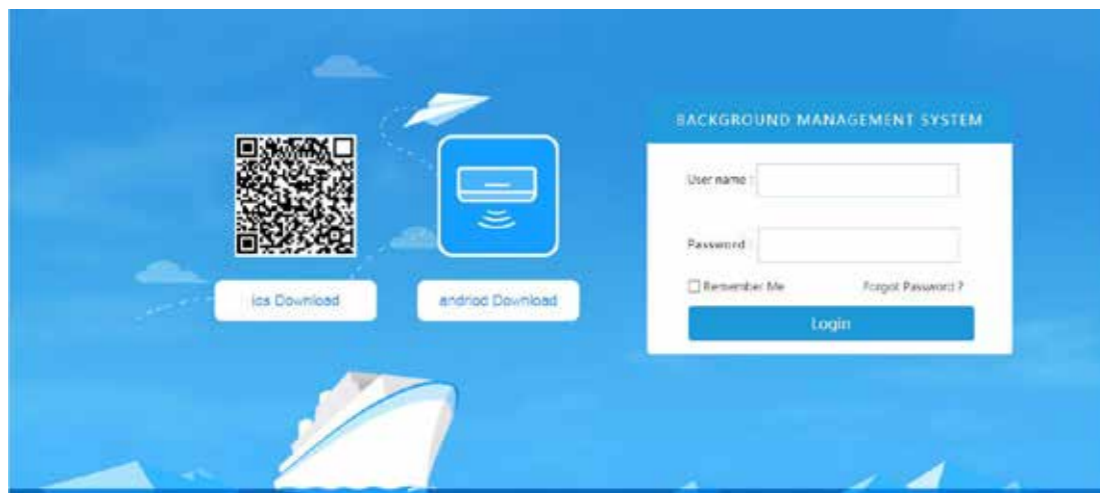 BACKGROUND MANAGEMENT SYSTEM
User name :
Password
Remember Me
Forgot Password ?
Login
ios Download
andriod Download